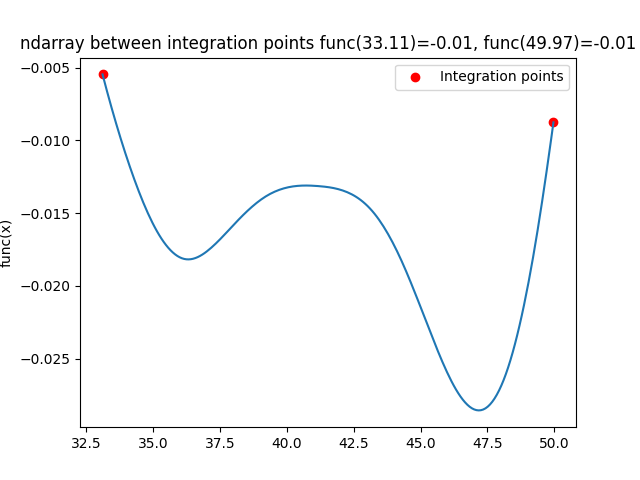 ndarray between integration points func(33.11)=-0.01, func(49.97)=-0.01
Integration points
func(x)
−0.005
−0.010
−0.015
−0.020
−0.025
32.5 35.0 37.5 40.0 42.5 45.0 47.5 50.0